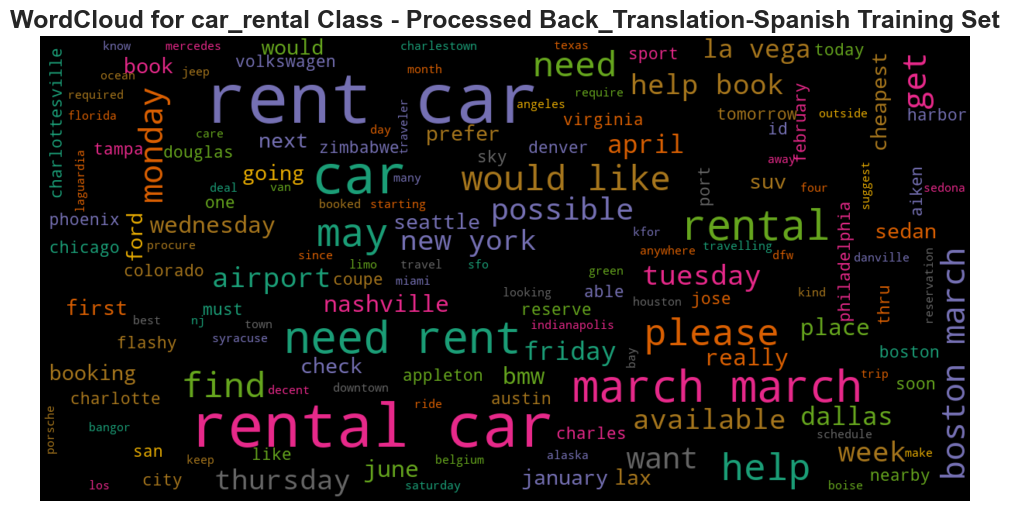 WordCloud for car_rental Class - Processed Back_Translation-Spanish Training Set
know mercedes would charlestown texas sport la vega today
charlottesville ocean book jeep volkswagen month need help book cheapest get
required rent car angeles require tomorrow outside harbor
florida monday care next day traveler prefer virginia id february
tampa douglas zimbabwe sky denver april away
laguardia deal van going car many would like port suv four suggest aiken sedona
phoenix one booked starting possible rental philadelphia
ford wednesday may seattle kfor sedan
chicago procure since new york anywhere travelling dfw danville
colorado airport limo travel sfo green tuesday kind thru reservation boston march
coupe miami looking able houston jose
first must nashville reserve please place
best nj town syracuse need rent indianapolis friday bay really boston
flashy check
booking find appleton bmw march march trip soon
charlotte decent downtown austin available dallas
porsche bangor rental car ride charles schedule
san like want week make
city keep june belgium alaska help nearby
los thursday saturday january lax boise